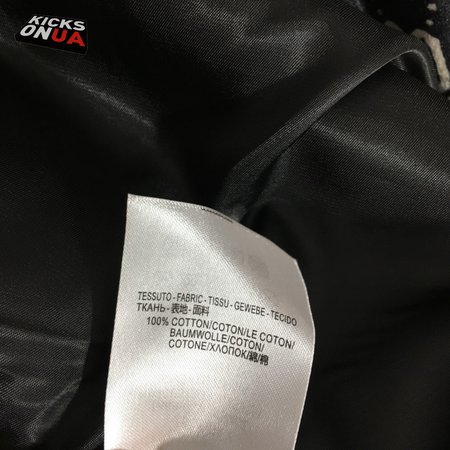 KICKS
ONUA
TESSUTO-FABRIC-TISSU-GEWEBE-TECIDO
ТКАНЬ-表地-面料
100% COTTON/COTON/LE COTON/
BAUMWOLLE/COTON/
COTONE/ХЛОПОК/綿/棉